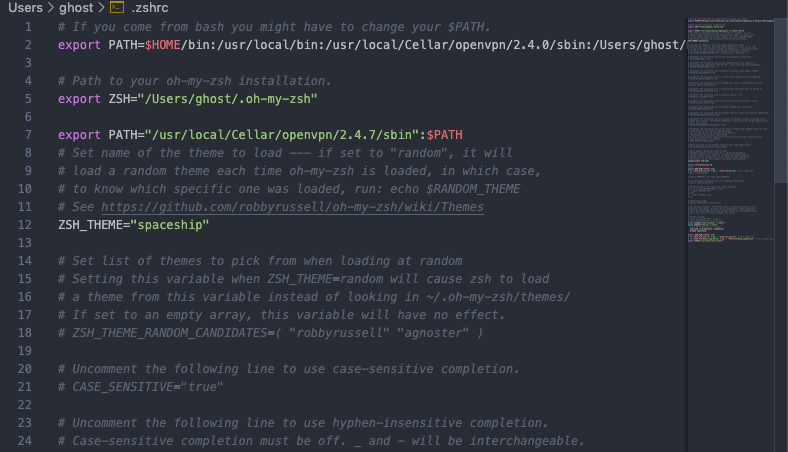 Users > ghost > .zshrc
1 # If you come from bash you might have to change your $PATH.
2 export PATH=$HOME/bin:/usr/local/bin:/usr/local/Cellar/openvpn/2.4.0/sbin:/Users/ghost/
3
4 # Path to your oh-my-zsh installation.
5 export ZSH="/Users/ghost/.oh-my-zsh"
6
7 export PATH="/usr/local/Cellar/openvpn/2.4.7/sbin":$PATH
8 # Set name of the theme to load --- if set to "random", it will
9 # load a random theme each time oh-my-zsh is loaded, in which case,
10 # to know which specific one was loaded, run: echo $RANDOM_THEME
11 # See https://github.com/robbyrussell/oh-my-zsh/wiki/Themes
12 ZSH_THEME="spaceship"
13
14 # Set list of themes to pick from when loading at random
15 # Setting this variable when ZSH_THEME=random will cause zsh to load
16 # a theme from this variable instead of looking in ~/.oh-my-zsh/themes/
17 # If set to an empty array, this variable will have no effect.
18 # ZSH_THEME_RANDOM_CANDIDATES=( "robbyrussell" "agnoster" )
19
20 # Uncomment the following line to use case-sensitive completion.
21 # CASE_SENSITIVE="true"
22
23 # Uncomment the following line to use hyphen-insensitive completion.
24 # Case-sensitive completion must be off. _ and - will be interchangeable.